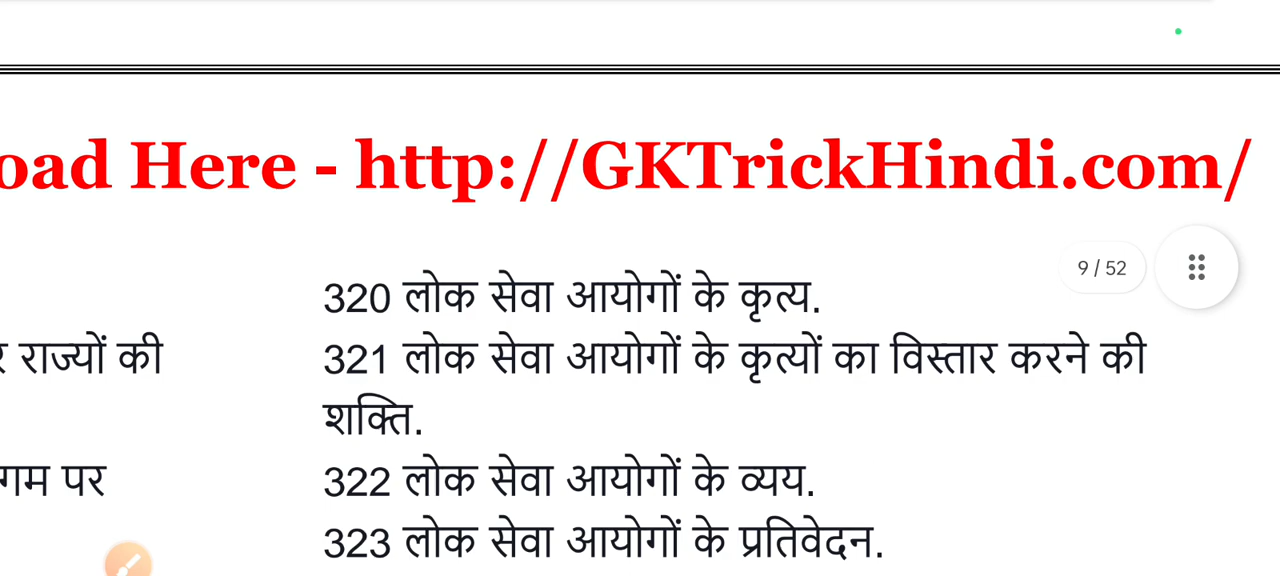 oad Here - http://GKTrickHindi.com/
9 / 52
320 लोक सेवा आयोगों के कृत्य.
राज्यों की
321 लोक सेवा आयोगों के कृत्यों का विस्तार करने की
शक्ति.
गम पर
322 लोक सेवा आयोगों के व्यय.
323 लोक सेवा आयोगों के प्रतिवेदन.